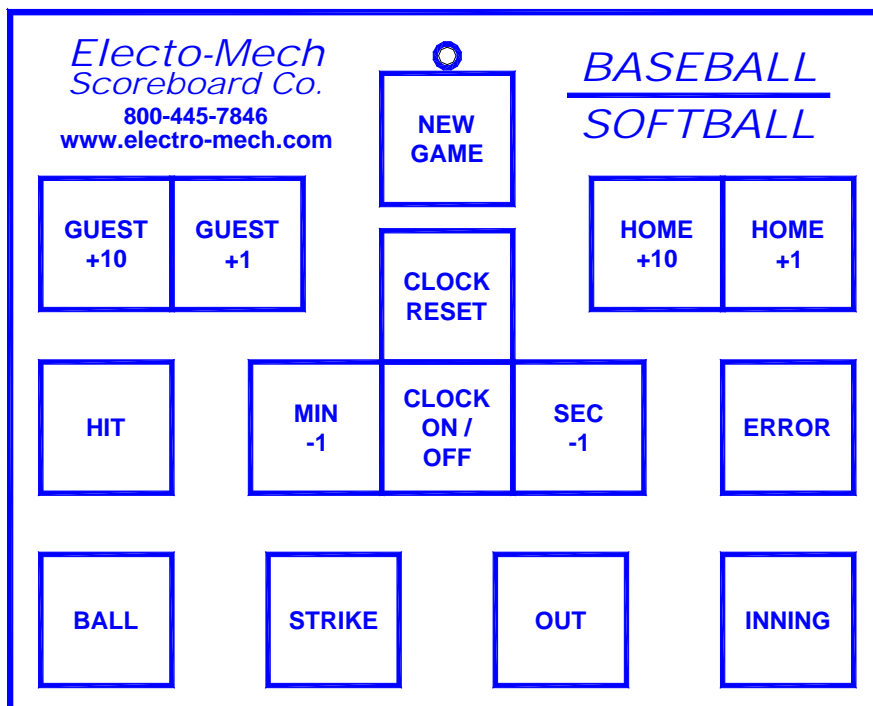 Electo-Mech
Scoreboard Co.
800-445-7846
www.electro-mech.com
BASEBALL
SOFTBALL
NEW
GAME
GUEST
+10
GUEST
+1
HOME
+10
HOME
+1
CLOCK
RESET
HIT
MIN
-1
CLOCK
ON /
OFF
SEC
-1
ERROR
BALL
STRIKE
OUT
INNING